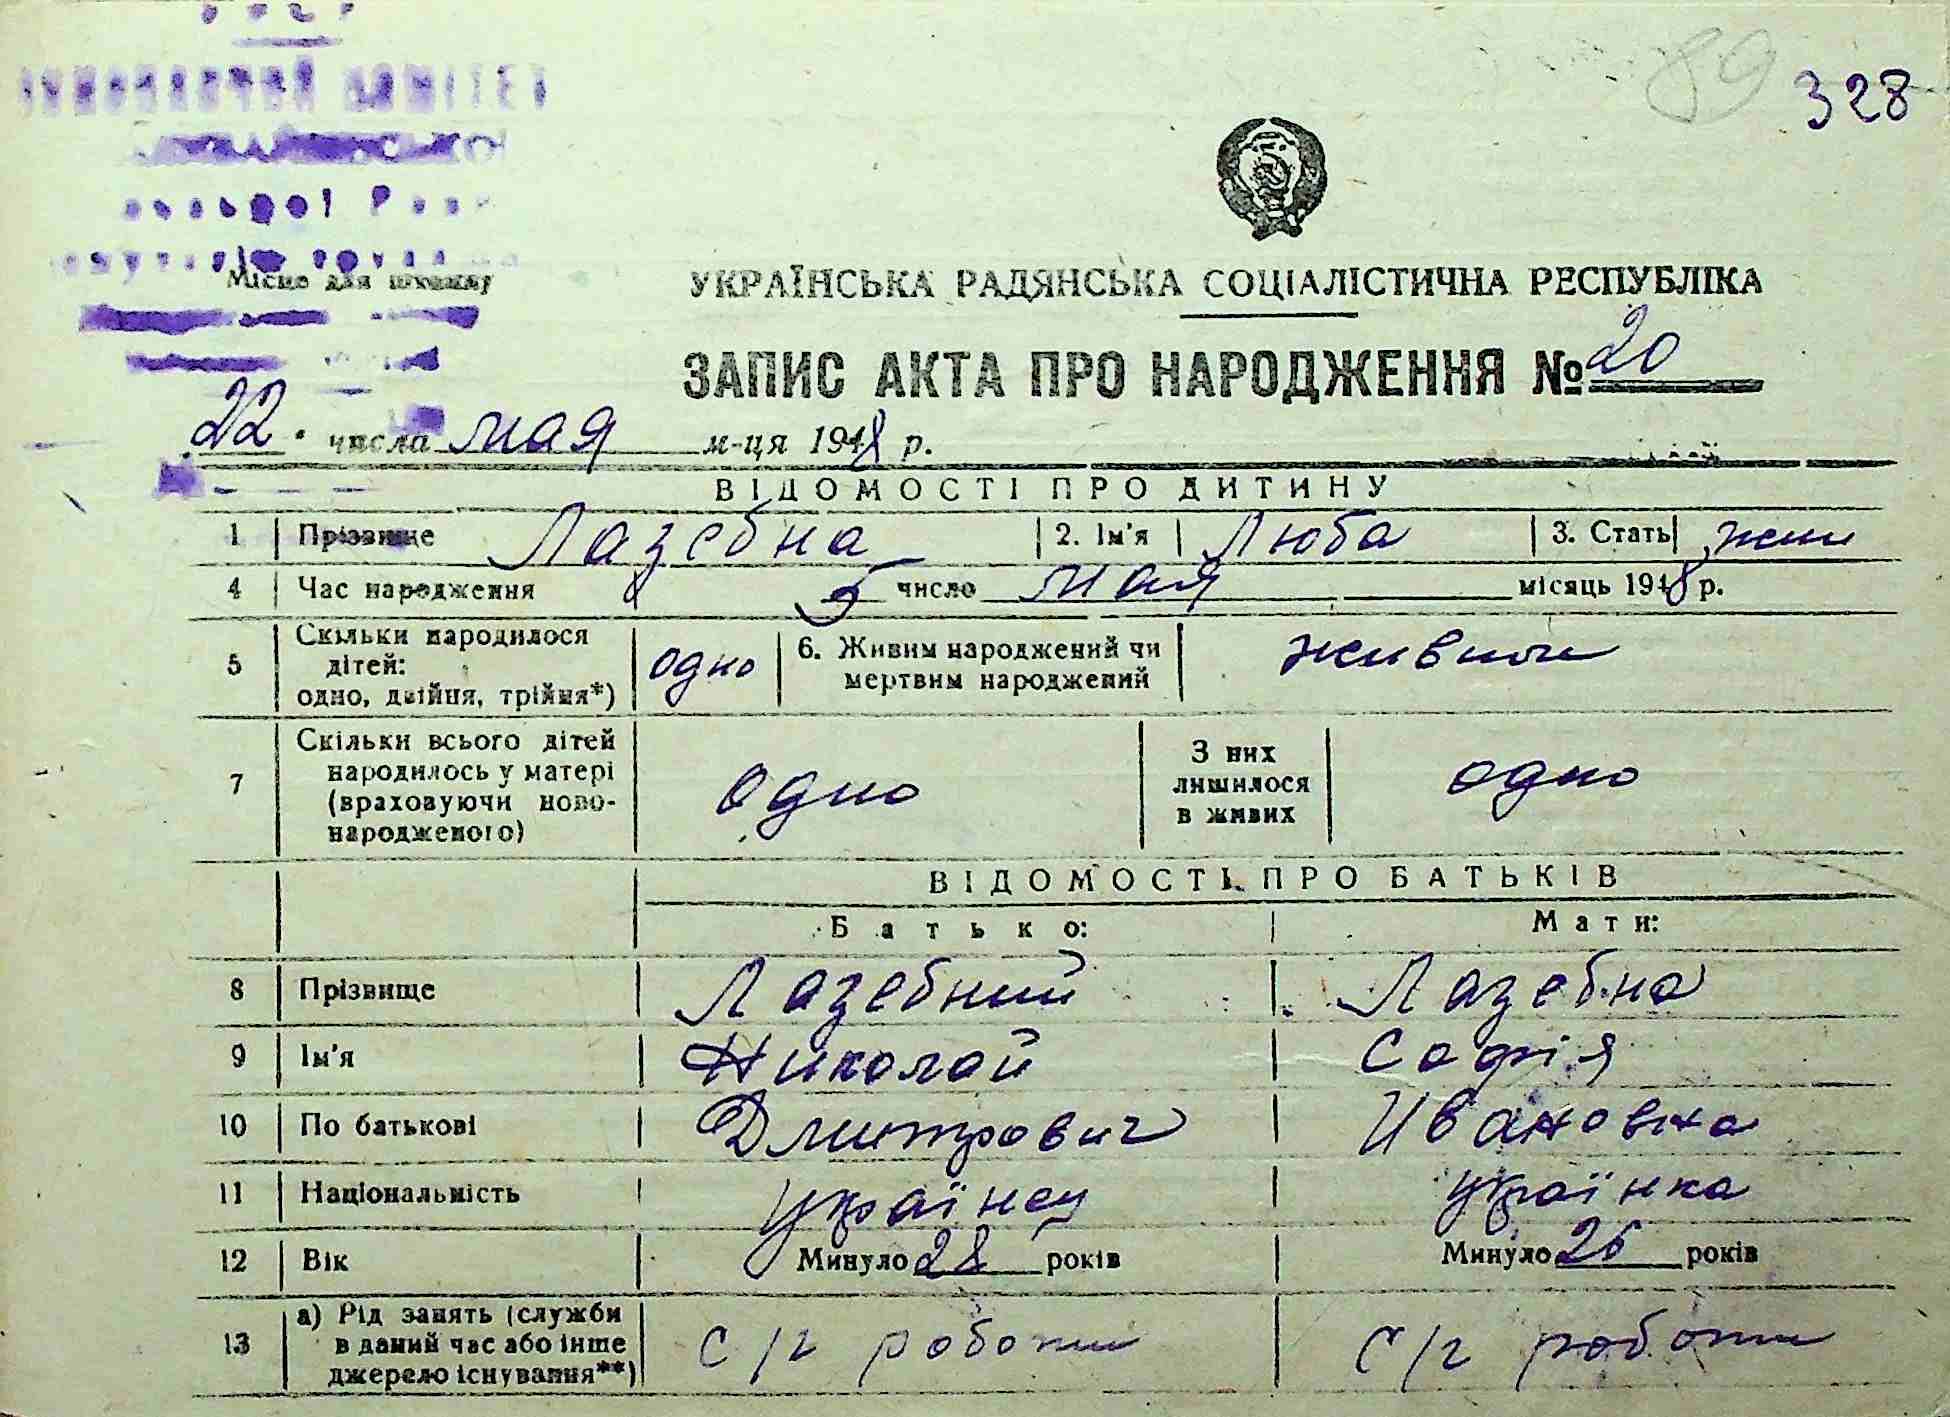 89 328
УКРАЇНСЬКА РАДЯНСЬКА СОЦІАЛІСТИЧНА РЕСПУБЛІКА
Місце для штампу
ЗАПИС АКТА ПРО НАРОДЖЕННЯ № 20
22 числа мая м-ця 1948 р.
ВІДОМОСТІ ПРО ДИТИНУ
1 Прізвище Лазебна 2. Ім'я Люба 3. Стать жін
4 Час народження 5 число мая місяць 1948 р.
5 Скільки народилося дітей: одно, двійня, трійня*) одно 6. Живим народжений чи мертвим народжений живим
7 Скільки всього дітей народилось у матері (враховуючи новонародженого) одно З них лишилося в живих одно
ВІДОМОСТІ ПРО БАТЬКІВ
Батько: Мати:
8 Прізвище Лазебний Лазебна
9 Ім'я Николай Софія
10 По батькові Дмитрович Ивановна
11 Національність українец українка
12 Вік Минуло 28 років Минуло 26 років
13 а) Рід занять (служби в даний час або інше джерело існування**) с/г роботи с/г роботи